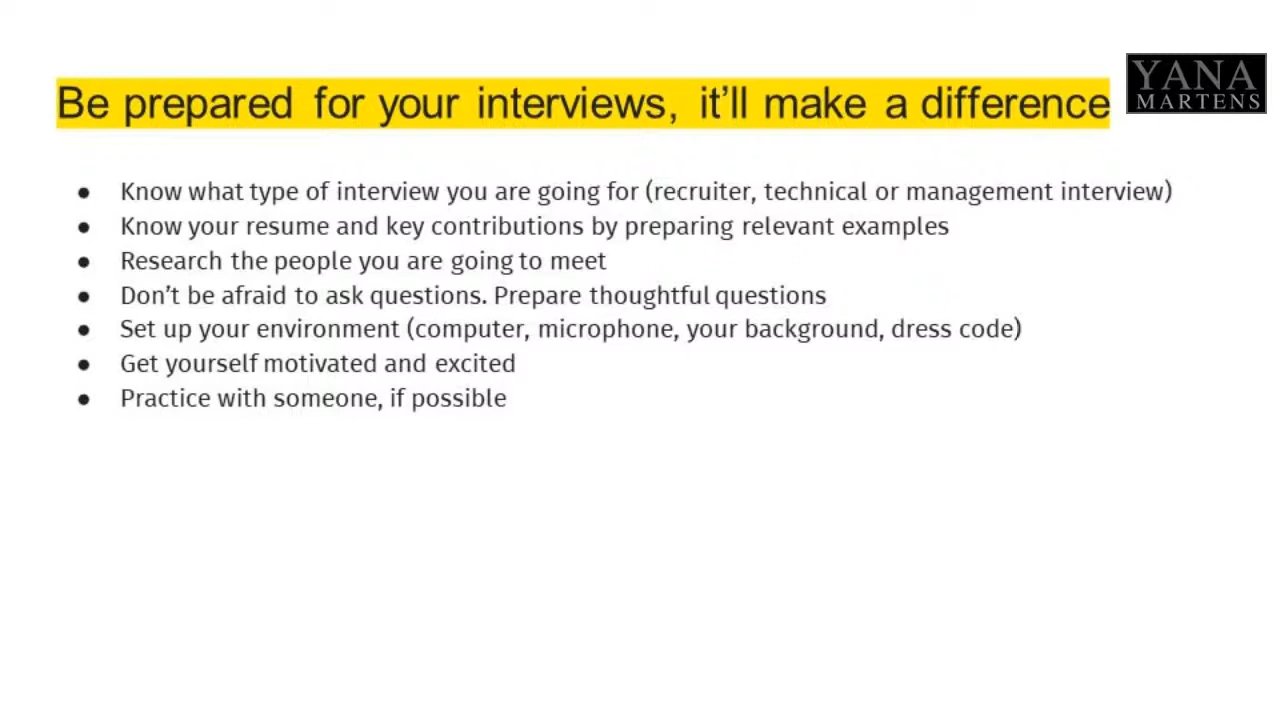 Be prepared for your interviews, it’ll make a difference
YANA
MARTENS
● Know what type of interview you are going for (recruiter, technical or management interview)
● Know your resume and key contributions by preparing relevant examples
● Research the people you are going to meet
● Don’t be afraid to ask questions. Prepare thoughtful questions
● Set up your environment (computer, microphone, your background, dress code)
● Get yourself motivated and excited
● Practice with someone, if possible